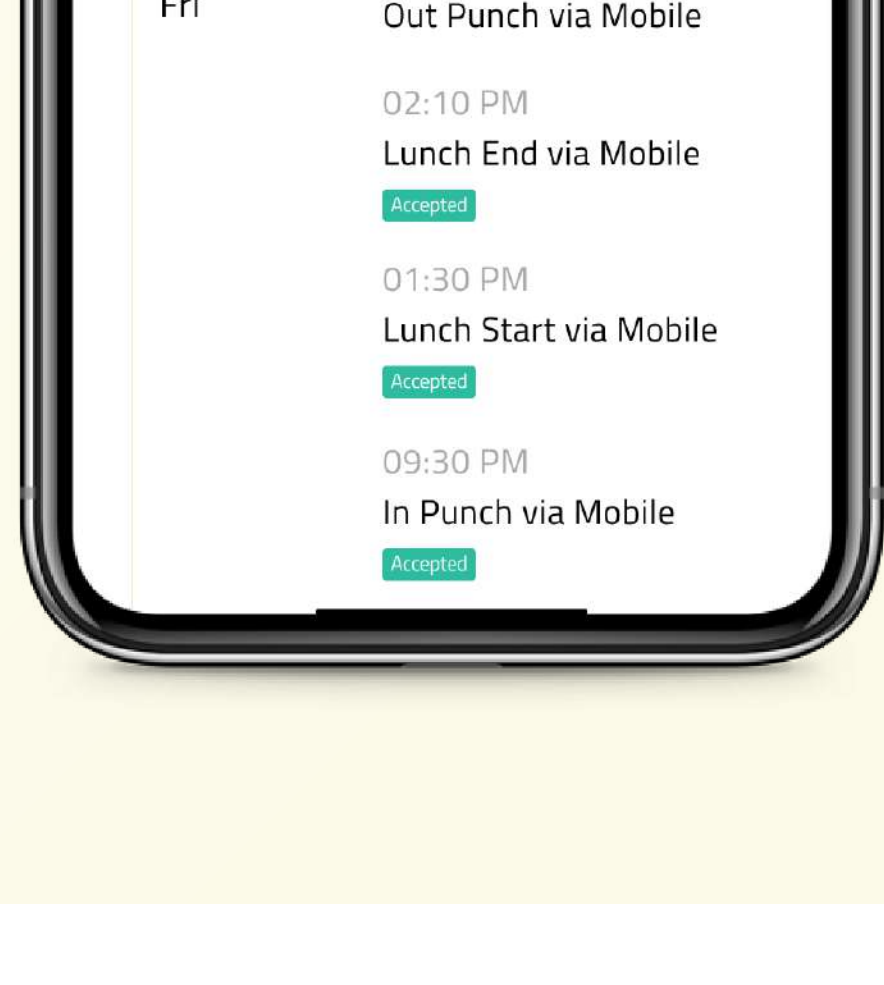 Fri
Out Punch via Mobile
02:10 PM
Lunch End via Mobile
Accepted
01:30 PM
Lunch Start via Mobile
Accepted
09:30 PM
In Punch via Mobile
Accepted